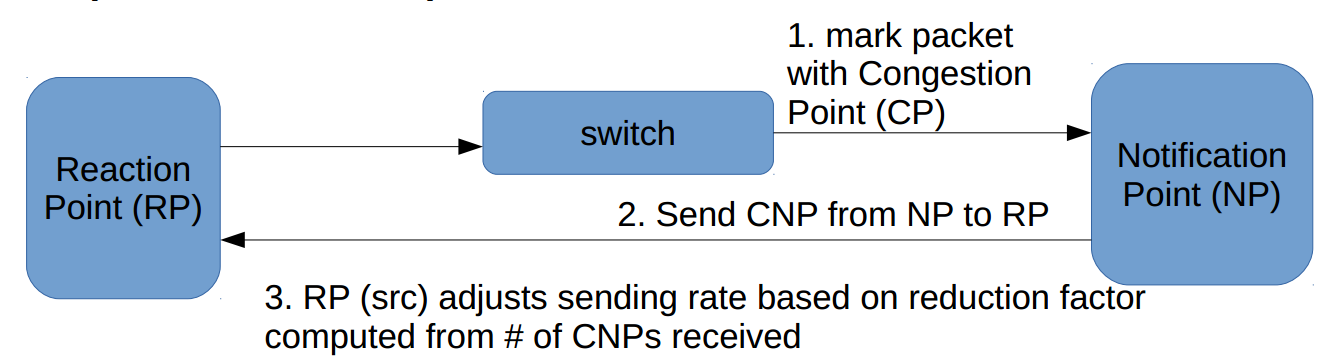 1. mark packet
with Congestion
Point (CP)
switch
Reaction
Point (RP)
Notification
Point (NP)
2. Send CNP from NP to RP
3. RP (src) adjusts sending rate based on reduction factor
computed from # of CNPs received